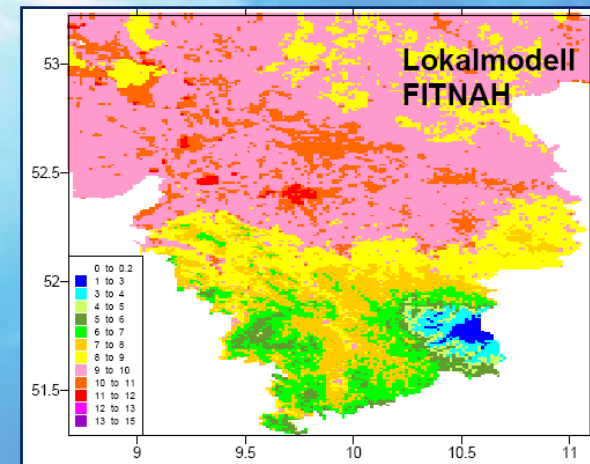 Lokalmodell
FITNAH
53
52.5
52
51.5
0 to 0.2
1 to 3
3 to 4
4 to 5
5 to 6
6 to 7
7 to 8
8 to 9
9 to 10
10 to 11
11 to 12
12 to 13
13 to 15
9 9.5 10 10.5 11